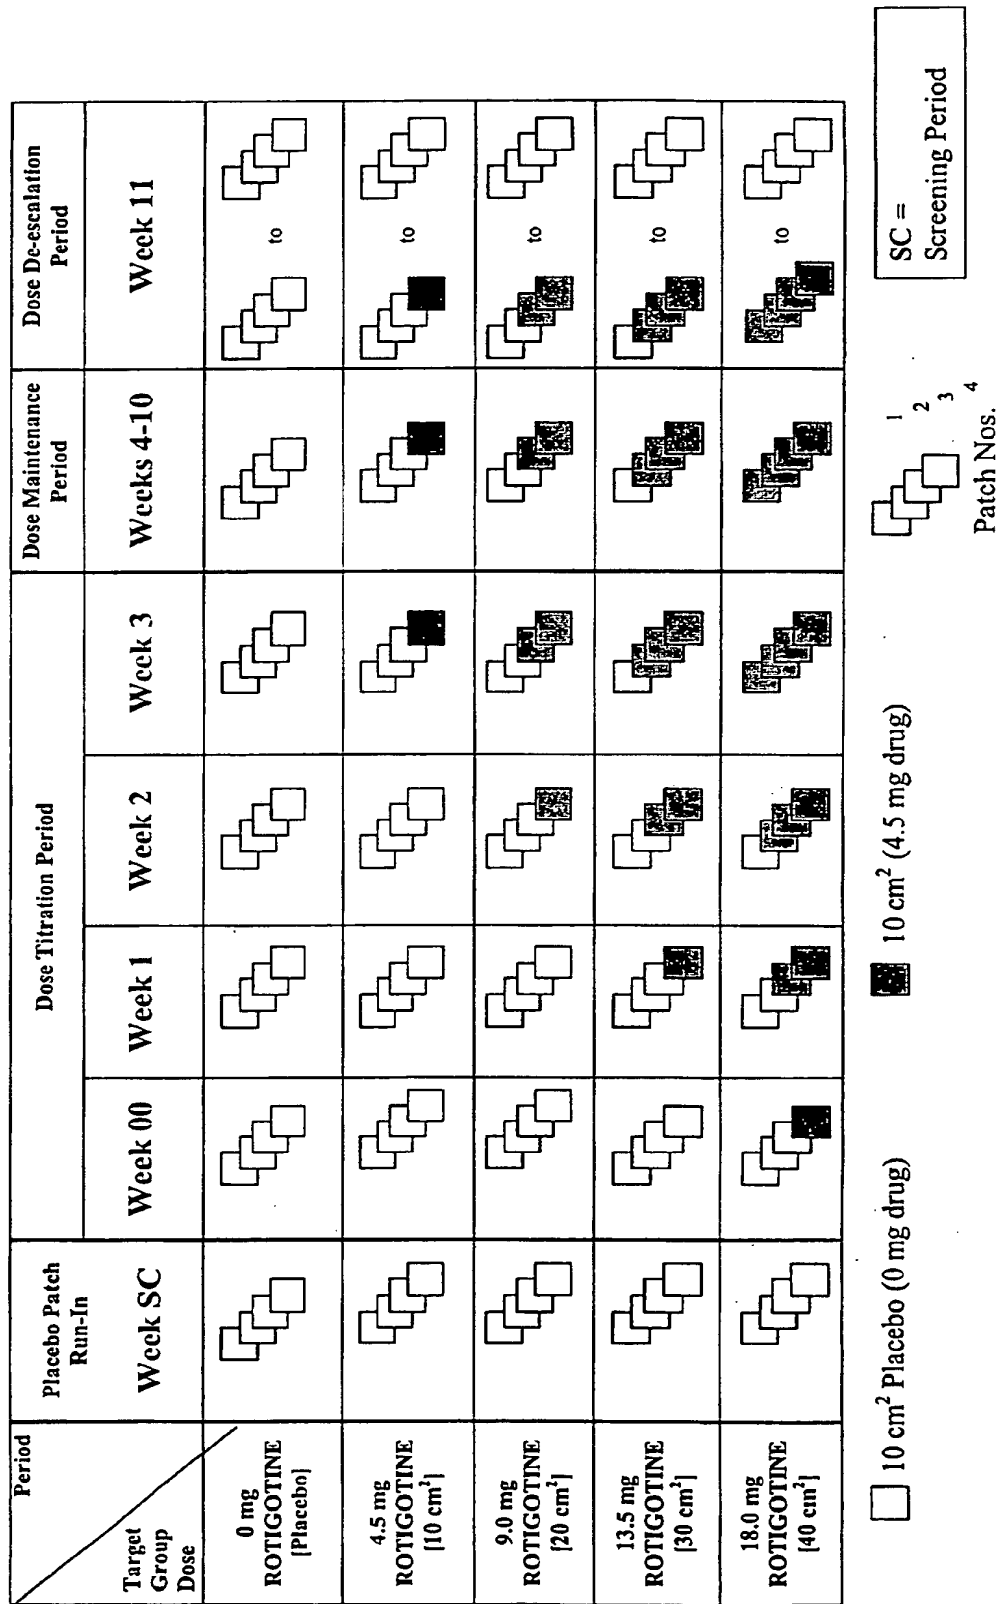 Period
Target
Group
Dose
Placebo Patch
Run-In
Week SC
Dose Titration Period
Week 00
Week 1
Week 2
Week 3
Dose Maintenance
Period
Weeks 4-10
Dose De-escalation
Period
Week 11
0 mg
ROTIGOTINE
[Placebo]
to
4.5 mg
ROTIGOTINE
[10 cm²]
to
9.0 mg
ROTIGOTINE
[20 cm²]
to
13.5 mg
ROTIGOTINE
[30 cm²]
to
18.0 mg
ROTIGOTINE
[40 cm²]
to
10 cm² Placebo (0 mg drug)
10 cm² (4.5 mg drug)
1
2
3
4
Patch Nos.
SC =
Screening Period